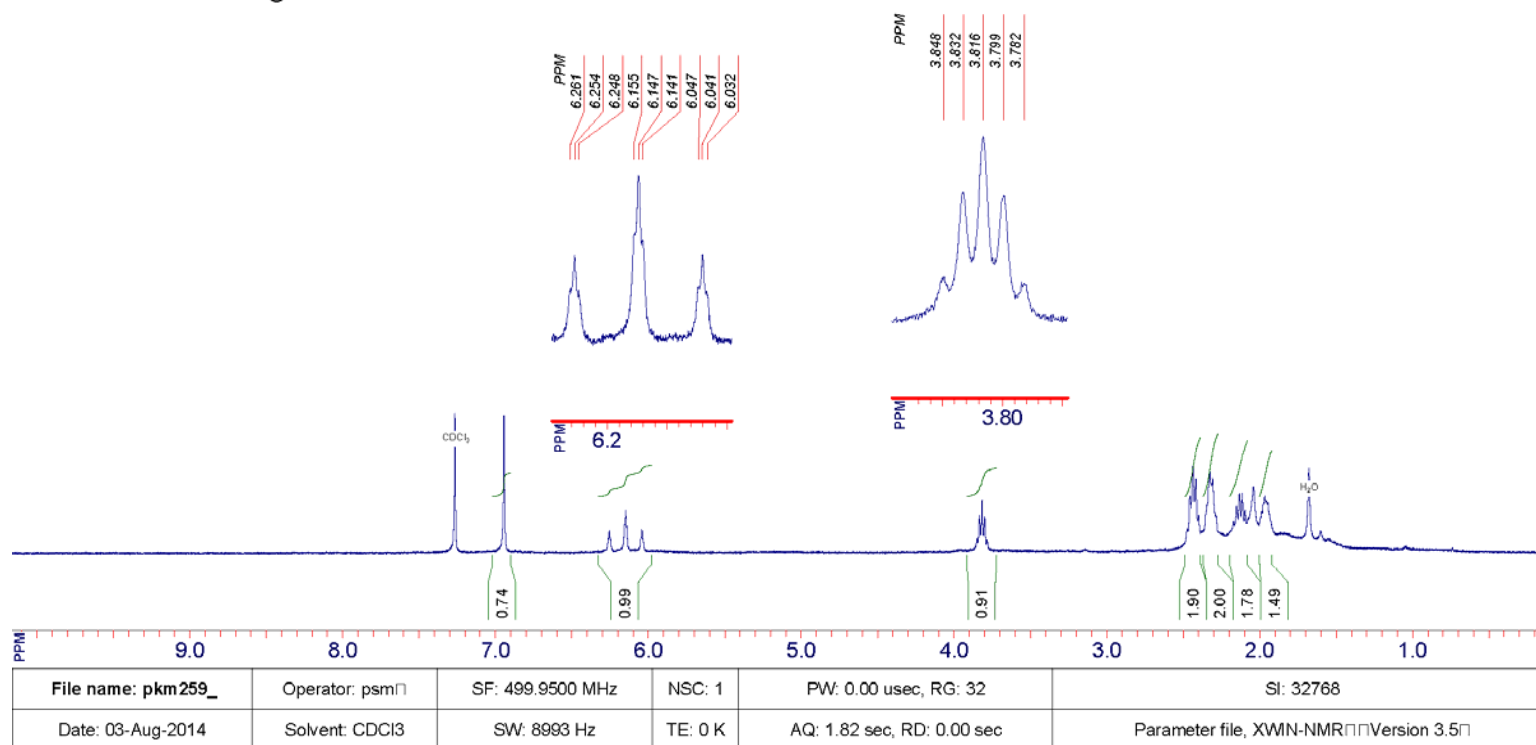 PPM
6.261
6.254
6.248
6.155
6.147
6.141
6.047
6.041
6.032
PPM
3.848
3.832
3.816
3.799
3.782
PPM
6.2
PPM
3.80
CDCl3
H2O
0.74
0.99
0.91
1.90
2.00
1.78
1.49
PPM
9.0 8.0 7.0 6.0 5.0 4.0 3.0 2.0 1.0
File name: pkm259_ Operator: psm□ SF: 499.9500 MHz NSC: 1 PW: 0.00 usec, RG: 32 SI: 32768
Date: 03-Aug-2014 Solvent: CDCl3 SW: 8993 Hz TE: 0 K AQ: 1.82 sec, RD: 0.00 sec Parameter file, XWIN-NMR□□Version 3.5□